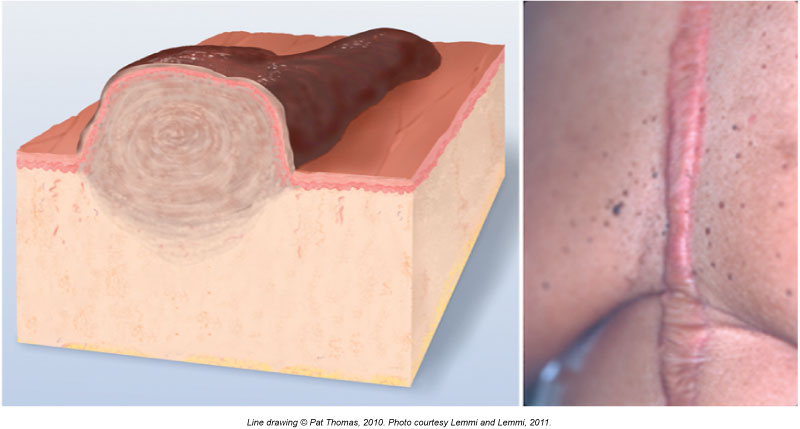 Line drawing © Pat Thomas, 2010. Photo courtesy Lemmi and Lemmi, 2011.